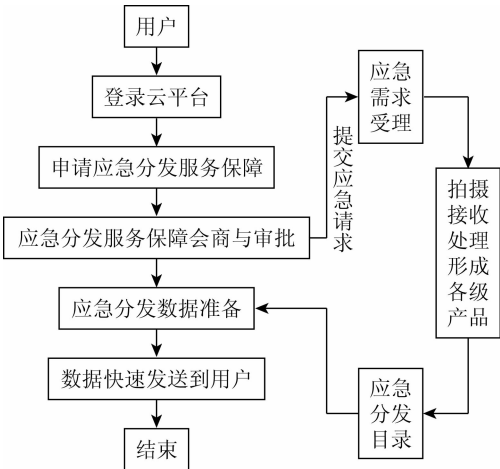 用户
登录云平台
申请应急分发服务保障
应急分发服务保障会商与审批
提交应急请求
应急
需求
受理
拍摄
接收
处理
形成
各级
产品
应急
分发
目录
应急分发数据准备
数据快速发送到用户
结束